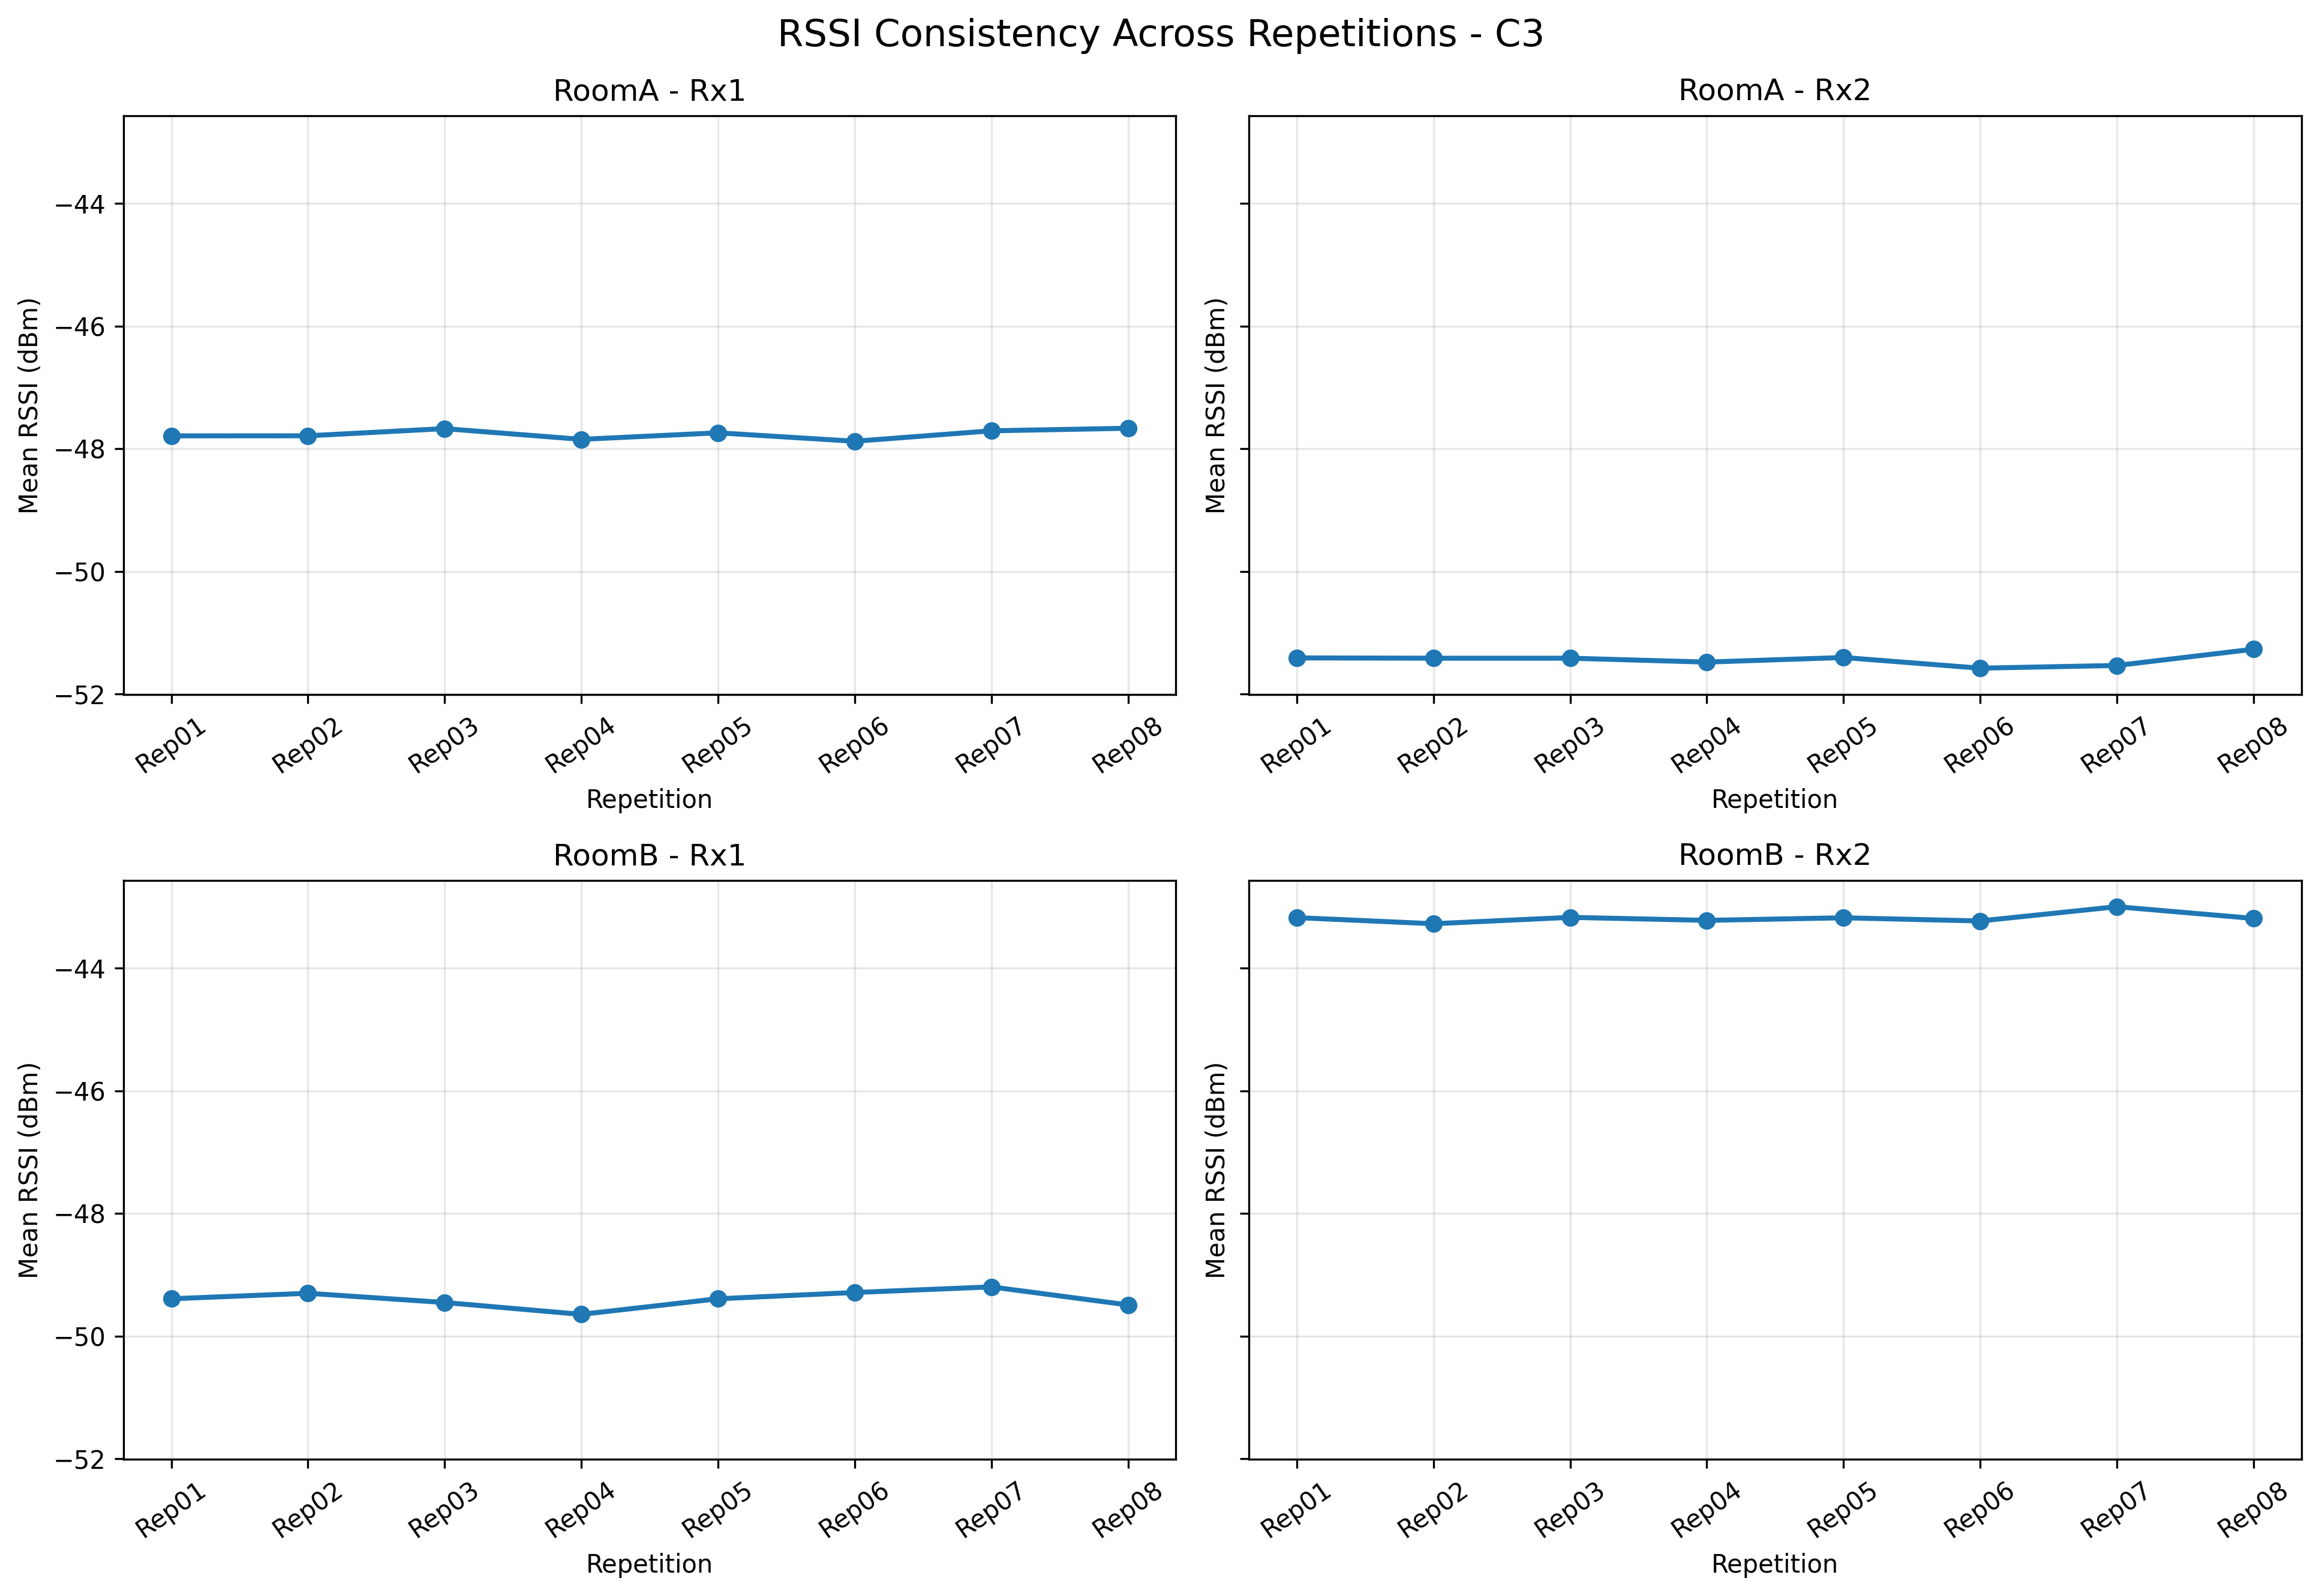 RSSI Consistency Across Repetitions - C3
RoomA - Rx1
Mean RSSI (dBm)
−44
−46
−48
−50
−52
Rep01 Rep02 Rep03 Rep04 Rep05 Rep06 Rep07 Rep08
Repetition
RoomA - Rx2
Mean RSSI (dBm)
Rep01 Rep02 Rep03 Rep04 Rep05 Rep06 Rep07 Rep08
Repetition
RoomB - Rx1
Mean RSSI (dBm)
−44
−46
−48
−50
−52
Rep01 Rep02 Rep03 Rep04 Rep05 Rep06 Rep07 Rep08
Repetition
RoomB - Rx2
Mean RSSI (dBm)
Rep01 Rep02 Rep03 Rep04 Rep05 Rep06 Rep07 Rep08
Repetition